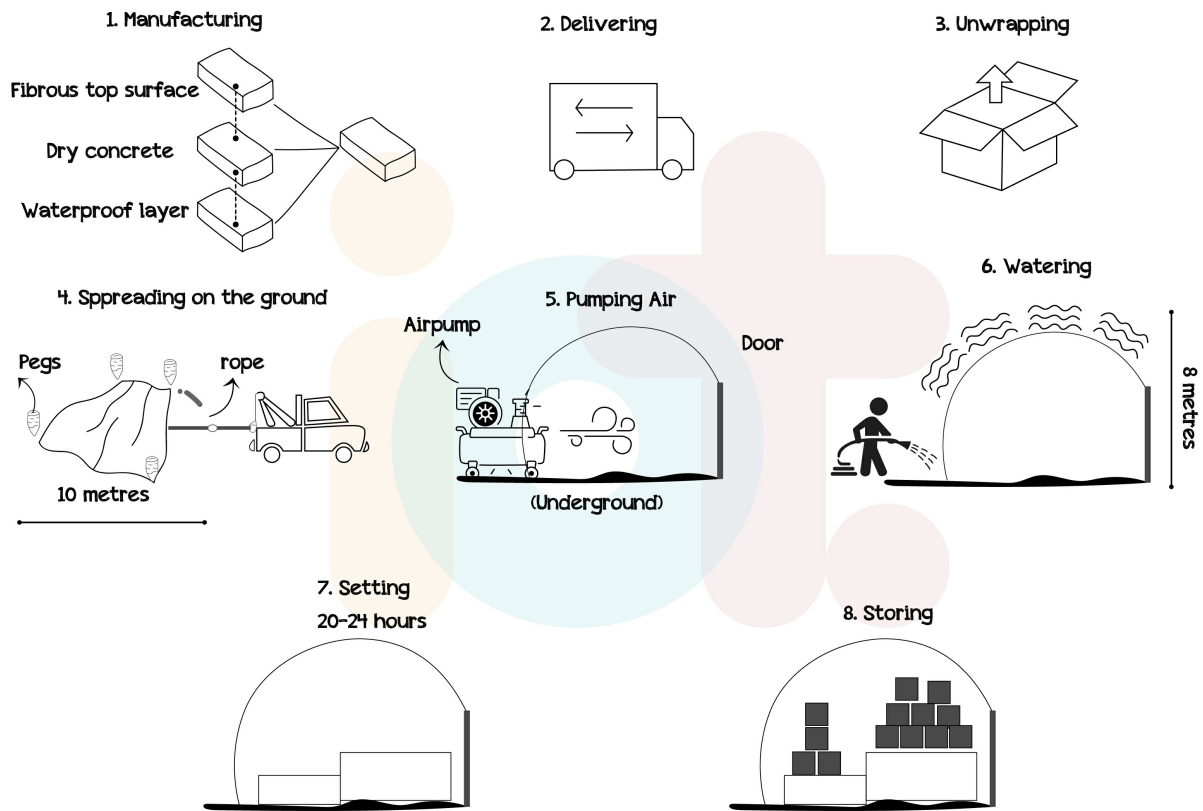 1. Manufacturing
Fibrous top surface
Dry concrete
Waterproof layer
2. Delivering
3. Unwrapping
4. Sppreading on the ground
Pegs
rope
10 metres
5. Pumping Air
Airpump
Door
(Underground)
6. Watering
8 metres
7. Setting
20-24 hours
8. Storing